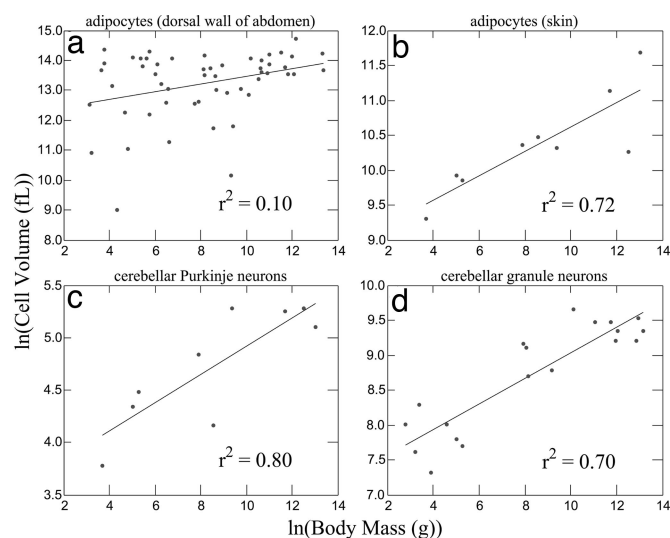 adipocytes (dorsal wall of abdomen)
adipocytes (skin)
a
15.0
14.0
13.0
12.0
11.0
10.0
9.0
8.0
r² = 0.10
2 4 6 8 10 12 14
b
12.0
11.5
11.0
10.5
10.0
9.5
9.0
r² = 0.72
2 4 6 8 10 12 14
ln(Cell Volume (fL))
cerebellar Purkinje neurons
cerebellar granule neurons
c
5.5
5.0
4.5
4.0
3.5
r² = 0.80
2 4 6 8 10 12 14
d
10.0
9.5
9.0
8.5
8.0
7.5
7.0
r² = 0.70
2 4 6 8 10 12 14
ln(Body Mass (g))